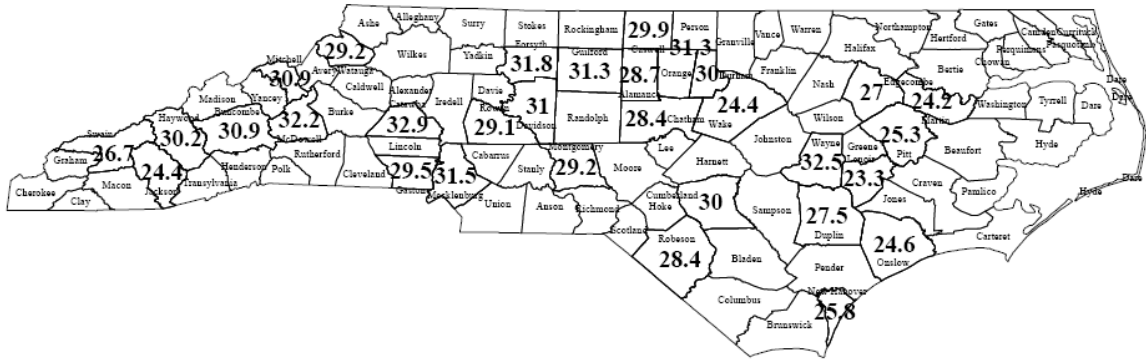 Ashe
Alleghany
Surry
Stokes
Rockingham
29.9
Person
Granville
Vance
Warren
Northampton
Gates
Camden
Currituck
Pasquotank
Perquimans
Chowan
Hertford
Halifax
Bertie
29.2
Wilkes
Yadkin
Forsyth
31.8
Guilford
31.3
Caswell
31.3
28.7
Orange
30
Durham
Franklin
Nash
27
Edgecombe
24.2
Martin
Washington
Tyrrell
Dare
Dare
Dare
Mitchell
30.9
Avery
Watauga
Caldwell
Alexander
Catawba
32.9
Iredell
Davie
Rowan
29.1
31
Davidson
Randolph
Alamance
28.4
Chatham
24.4
Wake
Wilson
Madison
Yancey
Buncombe
30.9
32.2
McDowell
Burke
Haywood
30.2
Swain
26.7
Graham
24.4
Jackson
Macon
Cherokee
Clay
Transylvania
Henderson
Polk
Rutherford
Cleveland
Lincoln
29.5
Gaston
31.5
Mecklenburg
Cabarrus
Stanly
Montgomery
29.2
Moore
Lee
Harnett
Johnston
Wayne
32.5
Greene
Lenoir
23.3
25.3
Pitt
Beaufort
Hyde
Hyde
Dare
Craven
Pamlico
Jones
Carteret
Union
Anson
Richmond
Scotland
Hoke
Cumberland
30
Sampson
27.5
Duplin
24.6
Onslow
Robeson
28.4
Bladen
Pender
New Hanover
25.8
Columbus
Brunswick